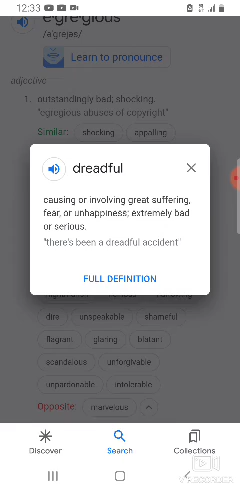 12:33
e·gre·gious
/əˈɡrējəs/
Learn to pronounce
adjective
1. outstandingly bad; shocking.
"egregious abuses of copyright"
Similar: shocking appalling
dreadful
causing or involving great suffering,
fear, or unhappiness; extremely bad
or serious.
"there's been a dreadful accident"
FULL DEFINITION
dire unspeakable shameful
flagrant glaring blatant
scandalous unforgivable
unpardonable intolerable
Opposite: marvelous
Discover Search Collections